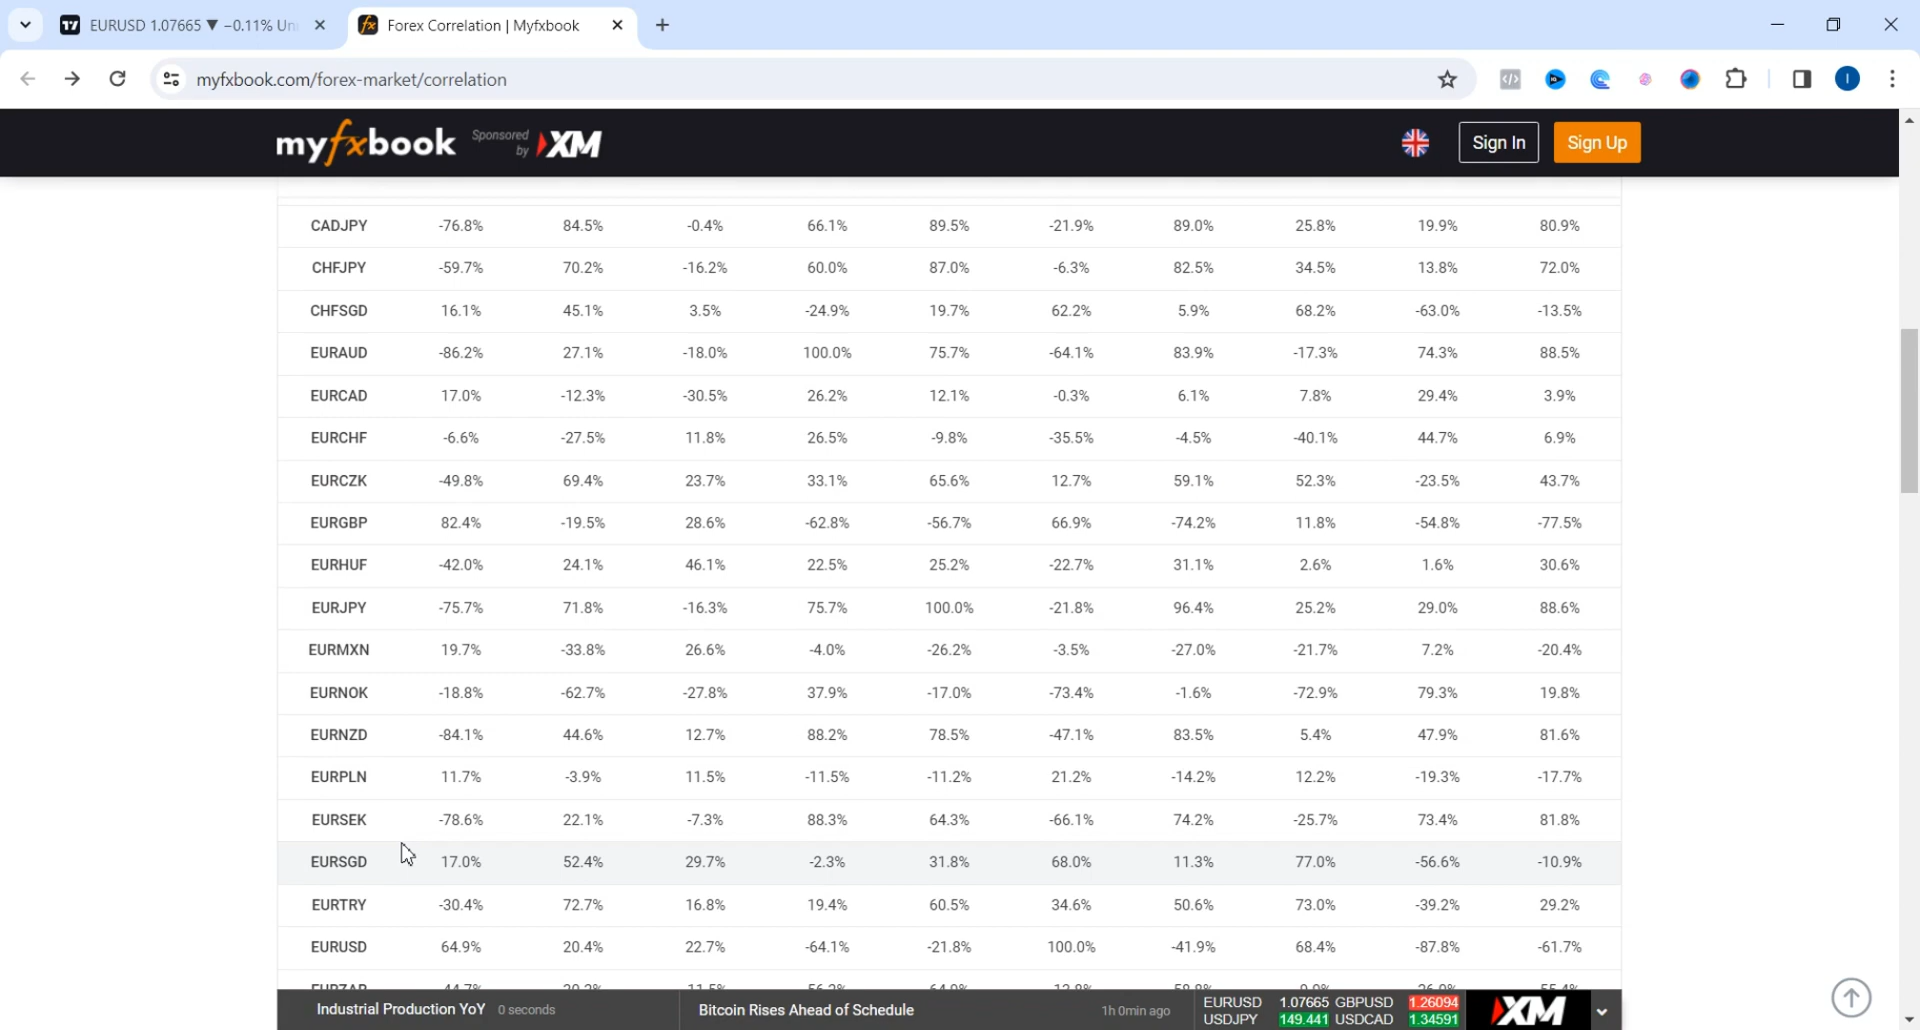 EURUSD 1.07665 ▼ −0.11% Un
Forex Correlation | Myfxbook
myfxbook.com/forex-market/correlation
I
myfxbook Sponsored by XM
Sign In
Sign Up
CADJPY -76.8% 84.5% -0.4% 66.1% 89.5% -21.9% 89.0% 25.8% 19.9% 80.9%
CHFJPY -59.7% 70.2% -16.2% 60.0% 87.0% -6.3% 82.5% 34.5% 13.8% 72.0%
CHFSGD 16.1% 45.1% 3.5% -24.9% 19.7% 62.2% 5.9% 68.2% -63.0% -13.5%
EURAUD -86.2% 27.1% -18.0% 100.0% 75.7% -64.1% 83.9% -17.3% 74.3% 88.5%
EURCAD 17.0% -12.3% -30.5% 26.2% 12.1% -0.3% 6.1% 7.8% 29.4% 3.9%
EURCHF -6.6% -27.5% 11.8% 26.5% -9.8% -35.5% -4.5% -40.1% 44.7% 6.9%
EURCZK -49.8% 69.4% 23.7% 33.1% 65.6% 12.7% 59.1% 52.3% -23.5% 43.7%
EURGBP 82.4% -19.5% 28.6% -62.8% -56.7% 66.9% -74.2% 11.8% -54.8% -77.5%
EURHUF -42.0% 24.1% 46.1% 22.5% 25.2% -22.7% 31.1% 2.6% 1.6% 30.6%
EURJPY -75.7% 71.8% -16.3% 75.7% 100.0% -21.8% 96.4% 25.2% 29.0% 88.6%
EURMXN 19.7% -33.8% 26.6% -4.0% -26.2% -3.5% -27.0% -21.7% 7.2% -20.4%
EURNOK -18.8% -62.7% -27.8% 37.9% -17.0% -73.4% -1.6% -72.9% 79.3% 19.8%
EURNZD -84.1% 44.6% 12.7% 88.2% 78.5% -47.1% 83.5% 5.4% 47.9% 81.6%
EURPLN 11.7% -3.9% 11.5% -11.5% -11.2% 21.2% -14.2% 12.2% -19.3% -17.7%
EURSEK -78.6% 22.1% -7.3% 88.3% 64.3% -66.1% 74.2% -25.7% 73.4% 81.8%
EURSGD 17.0% 52.4% 29.7% -2.3% 31.8% 68.0% 11.3% 77.0% -56.6% -10.9%
EURTRY -30.4% 72.7% 16.8% 19.4% 60.5% 34.6% 50.6% 73.0% -39.2% 29.2%
EURUSD 64.9% 20.4% 22.7% -64.1% -21.8% 100.0% -41.9% 68.4% -87.8% -61.7%
Industrial Production YoY 0 seconds
Bitcoin Rises Ahead of Schedule 1h 0min ago
EURUSD 1.07665 GBPUSD 1.26094
USDJPY 149.441 USDCAD 1.34591
XM